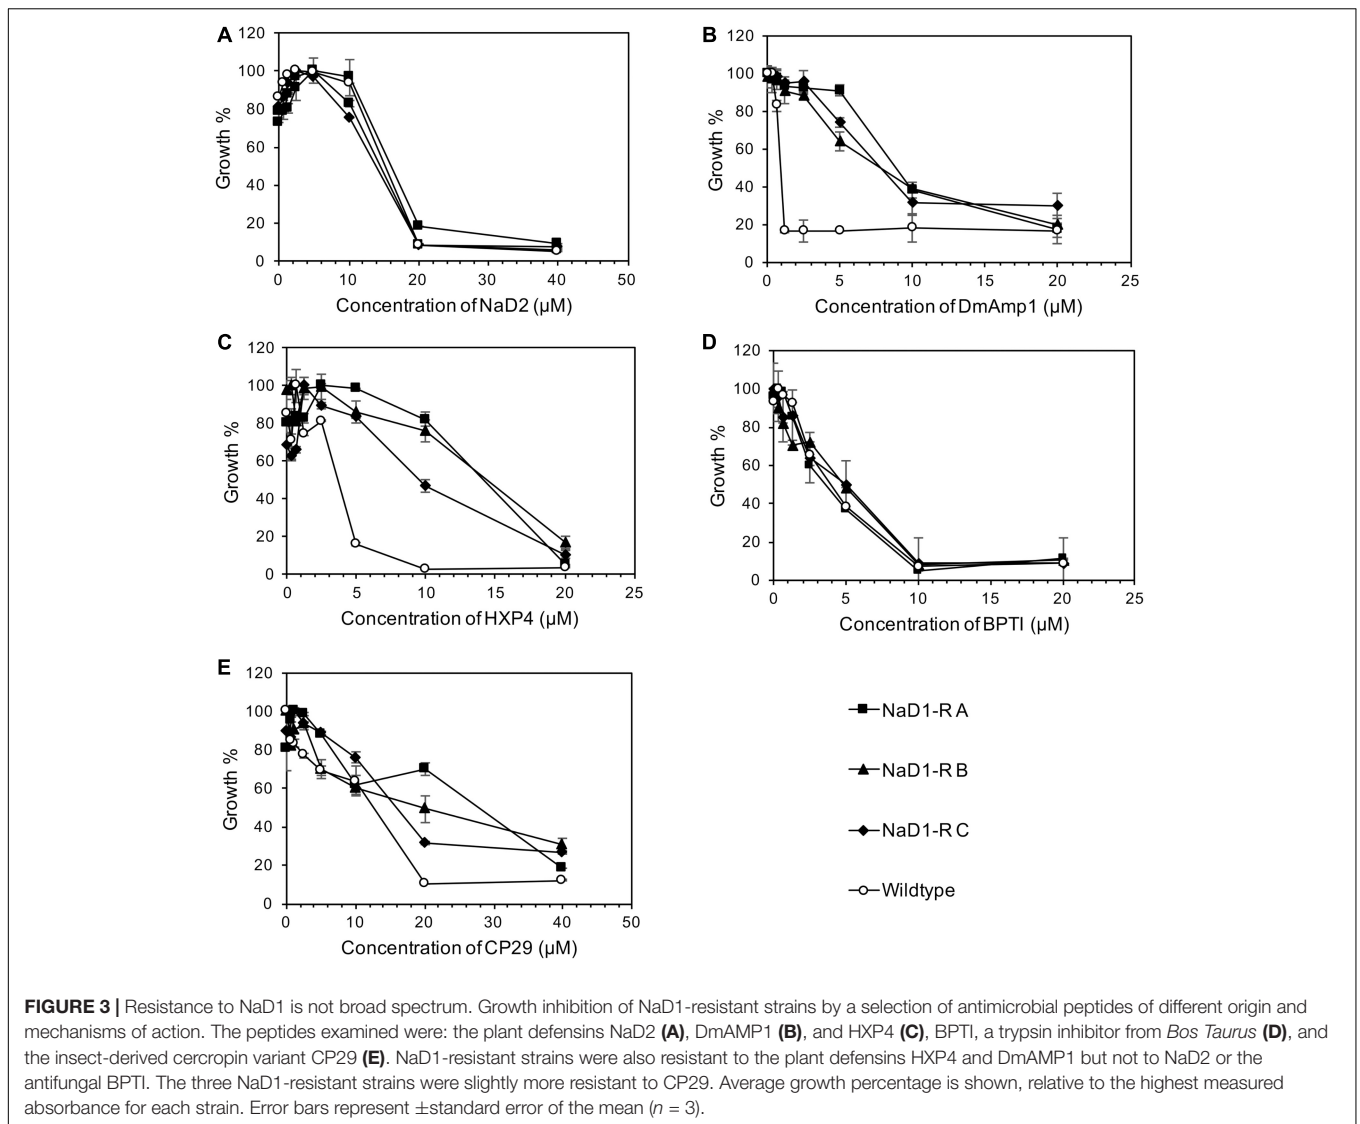 A
120
100
80
60
40
20
0
Growth %
0 10 20 30 40 50
Concentration of NaD2 (µM)
B
120
100
80
60
40
20
0
Growth %
0 5 10 15 20 25
Concentration of DmAmp1 (µM)
C
120
100
80
60
40
20
0
Growth %
0 5 10 15 20 25
Concentration of HXP4 (µM)
D
120
100
80
60
40
20
0
Growth %
0 5 10 15 20 25
Concentration of BPTI (µM)
E
120
100
80
60
40
20
0
Growth %
0 10 20 30 40 50
Concentration of CP29 (µM)
NaD1-R A
NaD1-R B
NaD1-R C
Wildtype
FIGURE 3 | Resistance to NaD1 is not broad spectrum. Growth inhibition of NaD1-resistant strains by a selection of antimicrobial peptides of different origin and
mechanisms of action. The peptides examined were: the plant defensins NaD2 (A), DmAMP1 (B), and HXP4 (C), BPTI, a trypsin inhibitor from Bos Taurus (D), and
the insect-derived cercropin variant CP29 (E). NaD1-resistant strains were also resistant to the plant defensins HXP4 and DmAMP1 but not to NaD2 or the
antifungal BPTI. The three NaD1-resistant strains were slightly more resistant to CP29. Average growth percentage is shown, relative to the highest measured
absorbance for each strain. Error bars represent ±standard error of the mean (n = 3).